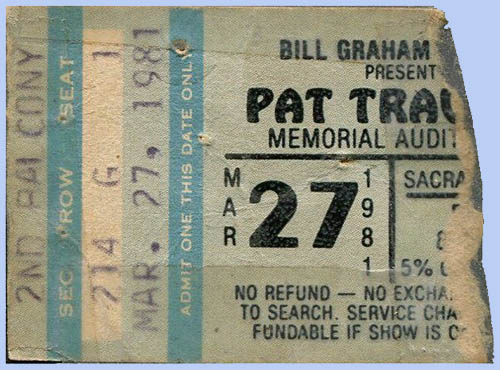 2ND BALCONY
SEC ROW SEAT
214 G 1
MAR. 27, 1981
ADMIT ONE THIS DATE ONLY
BILL GRAHAM
PRESENT
PAT TRAV
MEMORIAL AUDIT
MAR
27
1981
SACRA
8
5%
NO REFUND — NO EXCHA
TO SEARCH. SERVICE CHA
FUNDABLE IF SHOW IS C